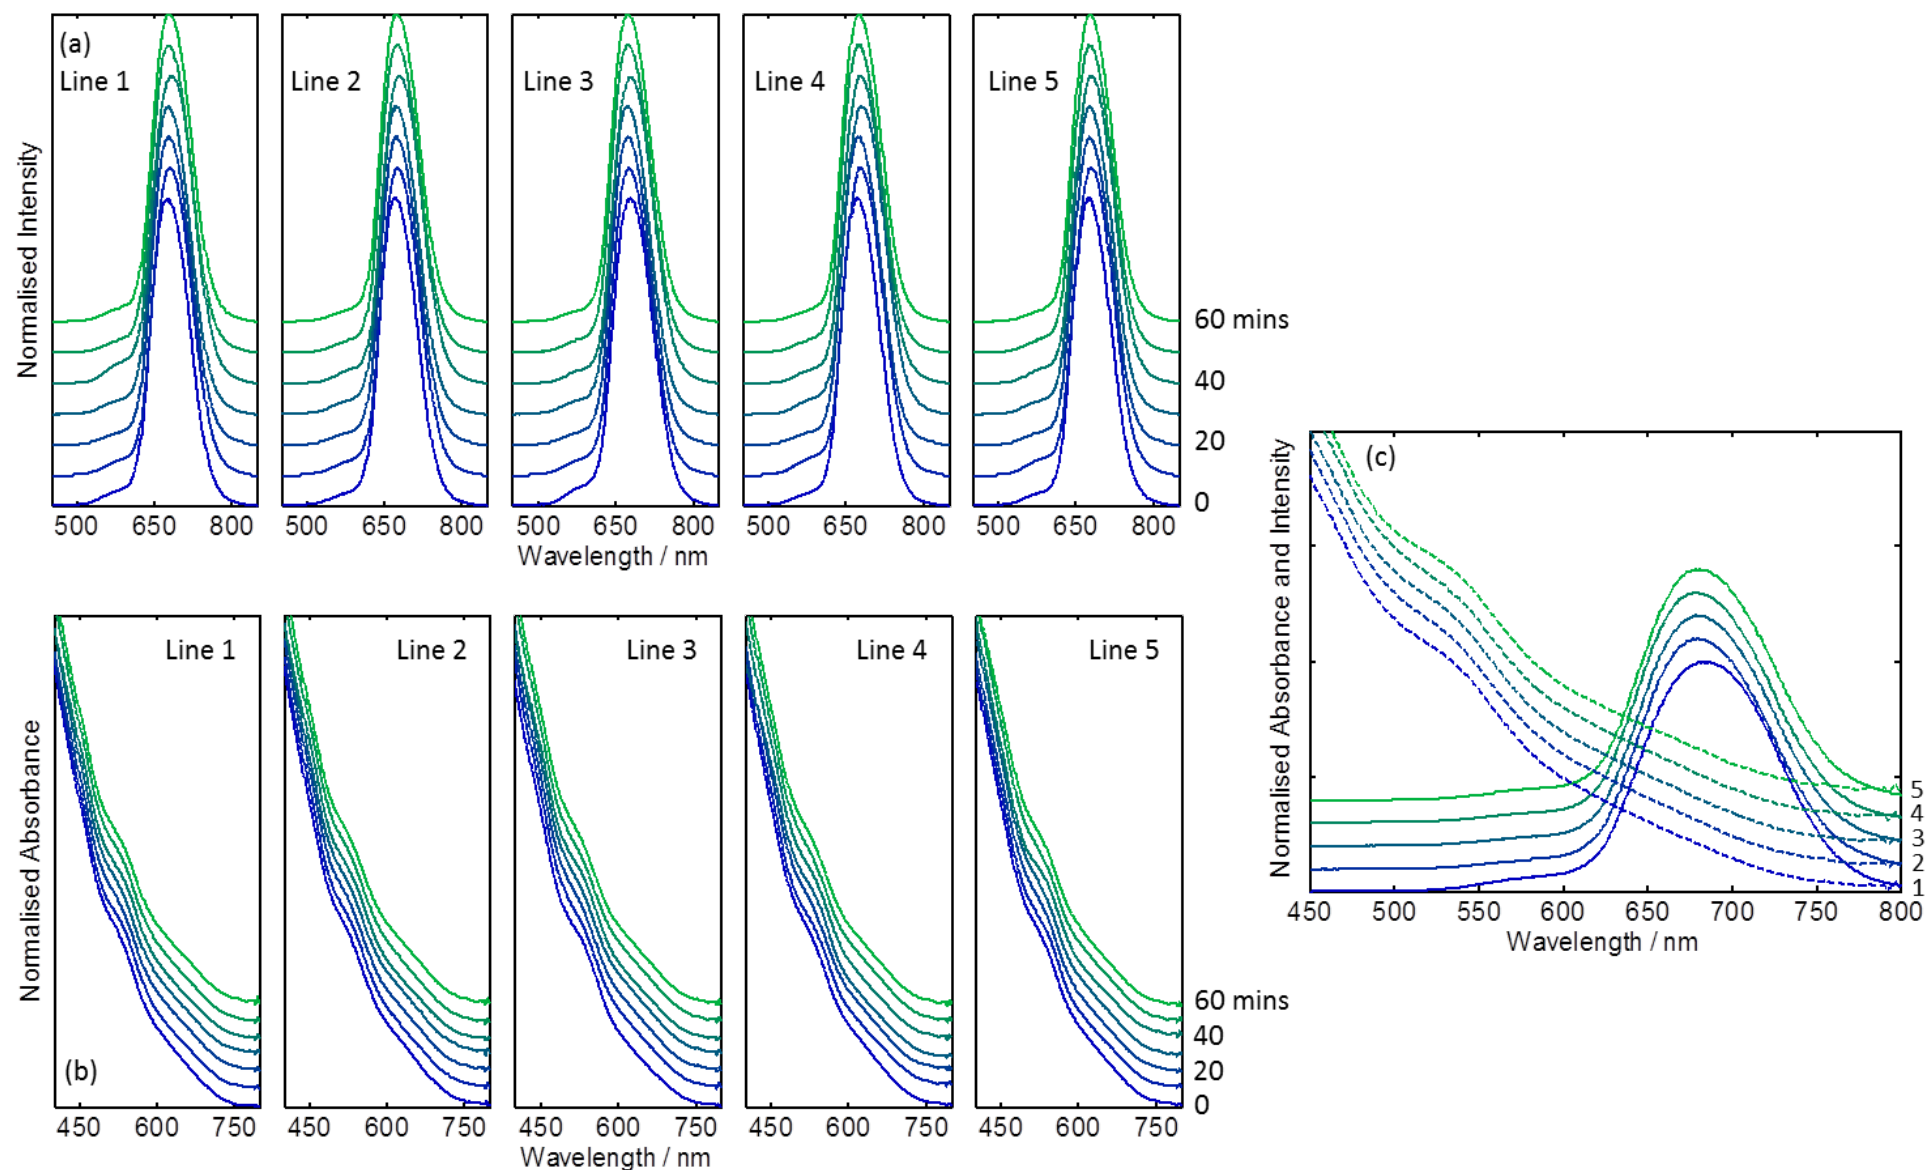 (a)
Line 1
Line 2
Line 3
Line 4
Line 5
Normalised Intensity
60 mins
40
20
0
500 650 800
500 650 800
500 650 800
500 650 800
500 650 800
Wavelength / nm
(b)
Line 1
Line 2
Line 3
Line 4
Line 5
Normalised Absorbance
60 mins
40
20
0
450 600 750
450 600 750
450 600 750
450 600 750
450 600 750
Wavelength / nm
(c)
Normalised Absorbance and Intensity
5
4
3
2
1
450 500 550 600 650 700 750 800
Wavelength / nm